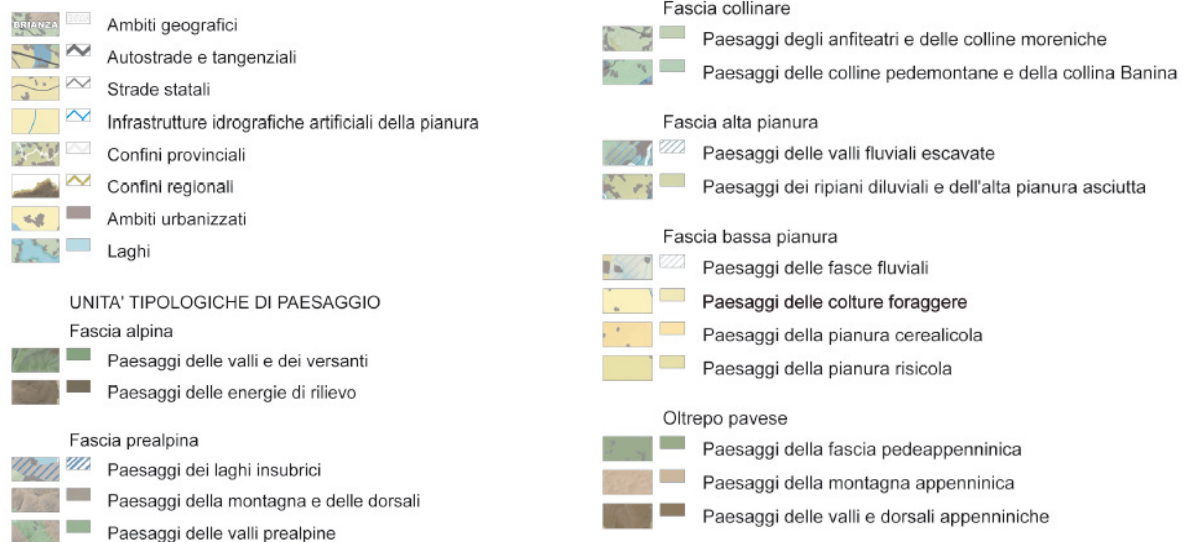 BRIANZA
Ambiti geografici
Autostrade e tangenziali
Strade statali
Infrastrutture idrografiche artificiali della pianura
Confini provinciali
Confini regionali
Ambiti urbanizzati
Laghi
UNITA' TIPOLOGICHE DI PAESAGGIO
Fascia alpina
Paesaggi delle valli e dei versanti
Paesaggi delle energie di rilievo
Fascia prealpina
Paesaggi dei laghi insubrici
Paesaggi della montagna e delle dorsali
Paesaggi delle valli prealpine
Fascia collinare
Paesaggi degli anfiteatri e delle colline moreniche
Paesaggi delle colline pedemontane e della collina Banina
Fascia alta pianura
Paesaggi delle valli fluviali escavate
Paesaggi dei ripiani diluviali e dell'alta pianura asciutta
Fascia bassa pianura
Paesaggi delle fasce fluviali
Paesaggi delle colture foraggere
Paesaggi della pianura cerealicola
Paesaggi della pianura risicola
Oltrepo pavese
Paesaggi della fascia pedeappenninica
Paesaggi della montagna appenninica
Paesaggi delle valli e dorsali appenniniche